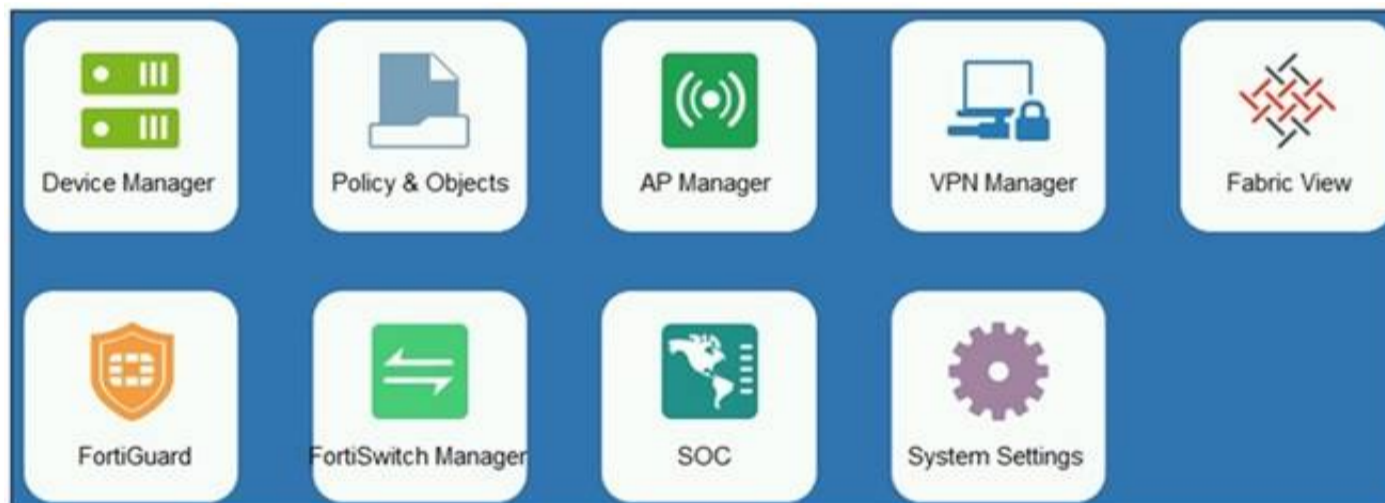 Device Manager
Policy & Objects
AP Manager
VPN Manager
Fabric View
FortiGuard
FortiSwitch Manager
SOC
System Settings